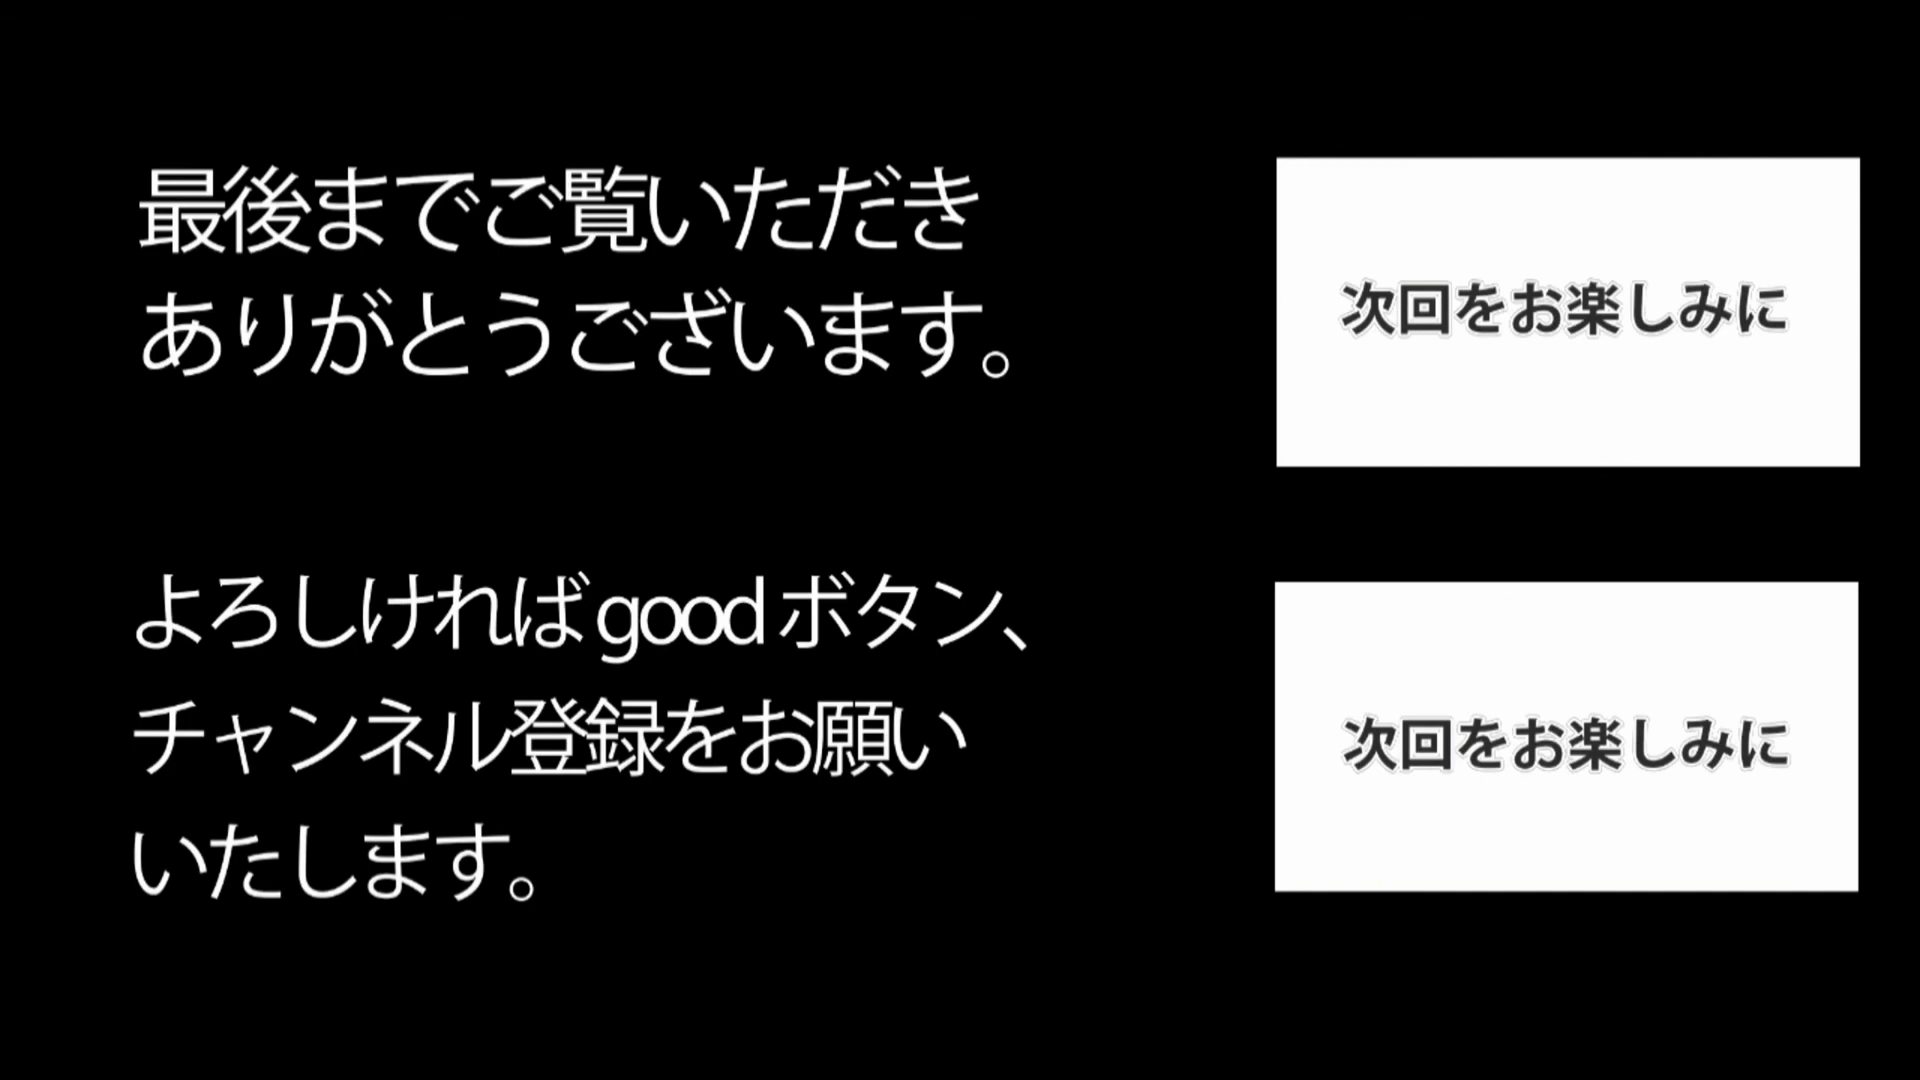 最後までご覧いただき
ありがとうございます。
よろしければgoodボタン、
チャンネル登録をお願い
いたします。
次回をお楽しみに
次回をお楽しみに